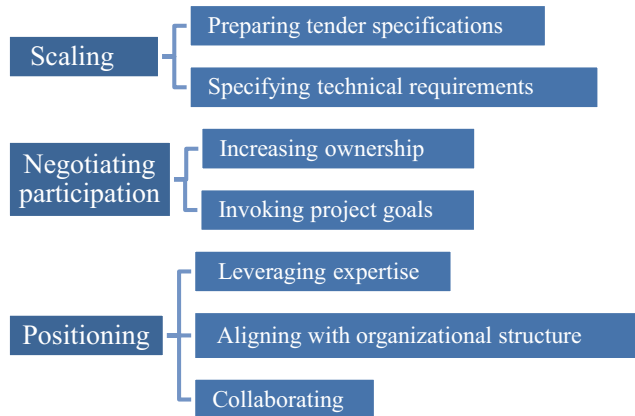 Scaling
Preparing tender specifications
Specifying technical requirements
Negotiating
participation
Increasing ownership
Invoking project goals
Positioning
Leveraging expertise
Aligning with organizational structure
Collaborating